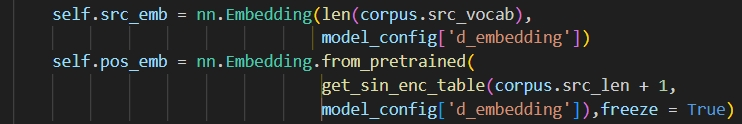 self.src_emb = nn.Embedding(len(corpus.src_vocab),
model_config['d_embedding'])
self.pos_emb = nn.Embedding.from_pretrained(
get_sin_enc_table(corpus.src_len + 1,
model_config['d_embedding']),freeze = True)